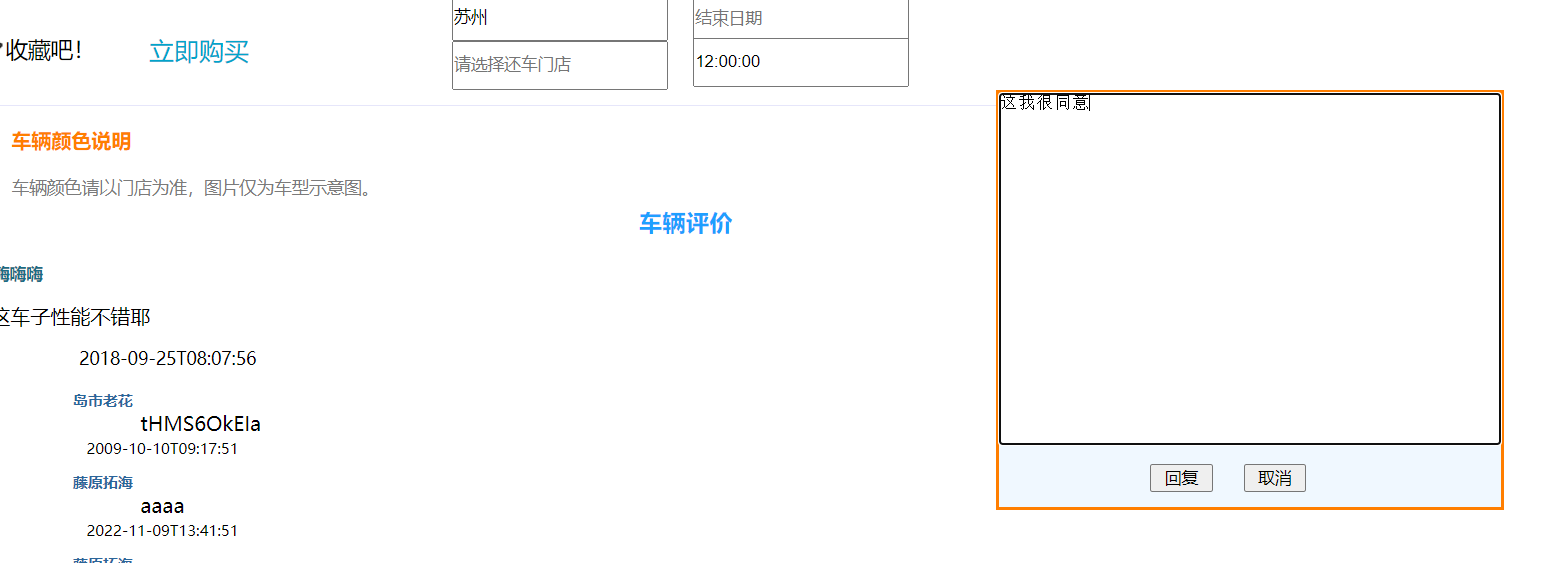 苏州
结束日期
收藏吧！
立即购买
请选择还车门店
12:00:00
这我很同意
车辆颜色说明
车辆颜色请以门店为准，图片仅为车型示意图。
车辆评价
嗨嗨嗨
这车子性能不错耶
2018-09-25T08:07:56
岛市老花
tHMS6OkEIa
2009-10-10T09:17:51
藤原拓海
aaaa
2022-11-09T13:41:51
藤原拓海
回复
取消